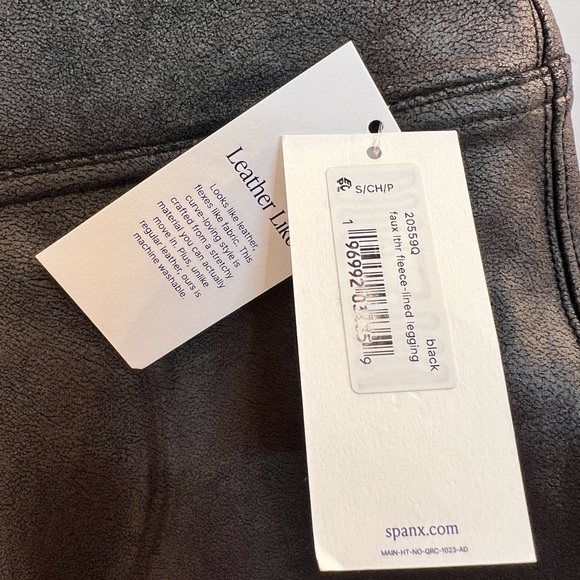 Leather Like
Looks like leather,
flexes like fabric. This
curve-loving style is
crafted from a stretchy
material you can actually
move in. Plus, unlike
regular leather, ours is
machine washable.
S/CH/P
20559Q
black
faux lthr fleece-lined legging
spanx.com
MAIN-HT-NO-QRC-1023-AD